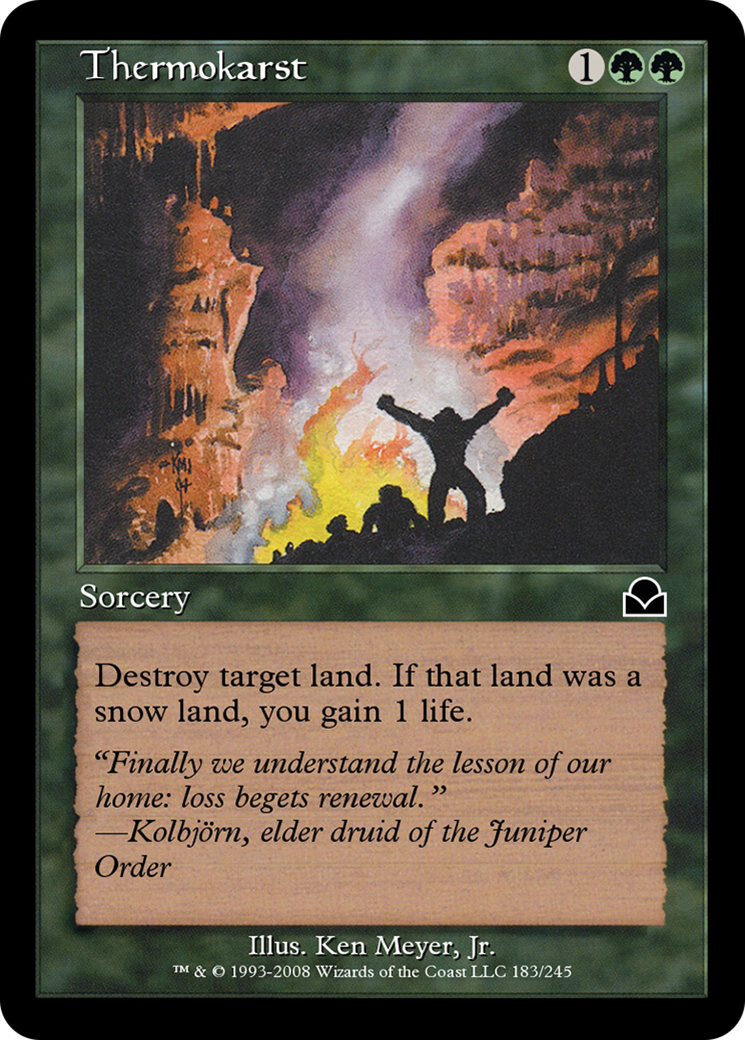 Thermokarst 1
KMJ
94
Sorcery
Destroy target land. If that land was a
snow land, you gain 1 life.
“Finally we understand the lesson of our
home: loss begets renewal.”
—Kolbjörn, elder druid of the Juniper
Order
Illus. Ken Meyer, Jr.
™ & © 1993-2008 Wizards of the Coast LLC 183/245